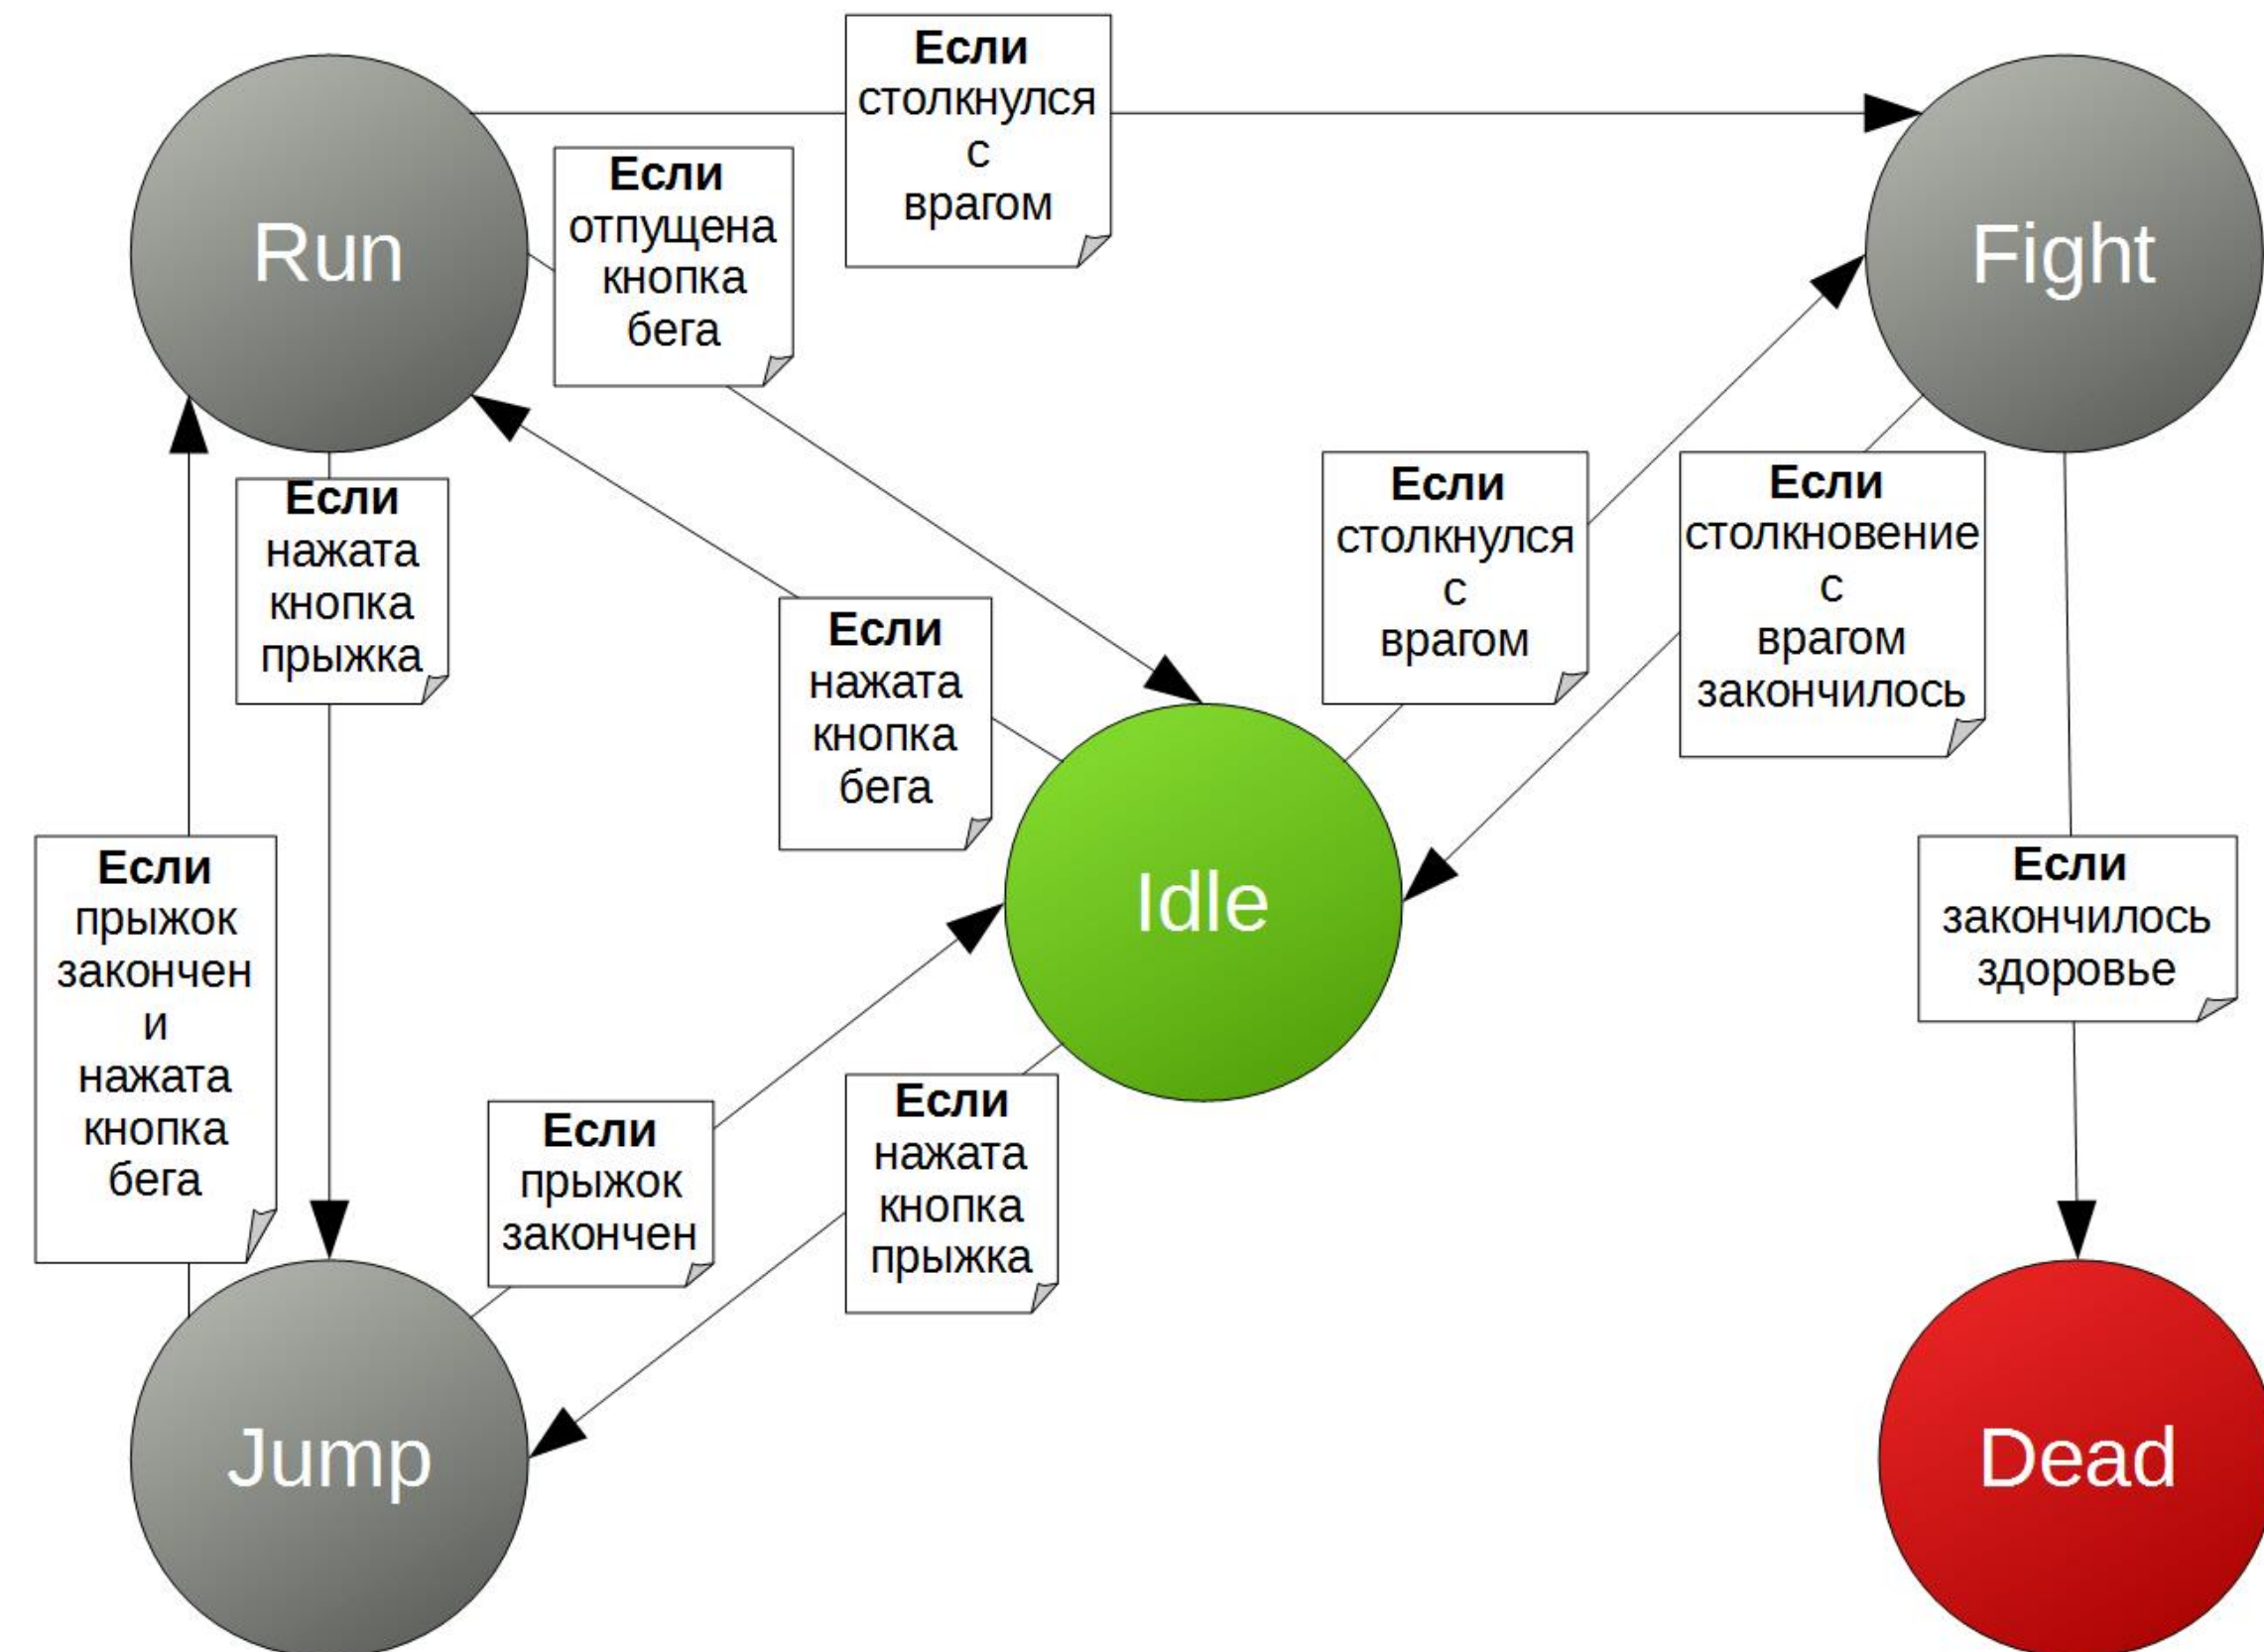 Если
столкнулся
с
врагом
Run
Если
отпущена
кнопка
бега
Fight
Если
нажата
кнопка
прыжка
Если
нажата
кнопка
бега
Если
столкнулся
с
врагом
Если
столкновение
с
врагом
закончилось
Если
прыжок
закончен
и
нажата
кнопка
бега
Idle
Если
закончилось
здоровье
Если
прыжок
закончен
Если
нажата
кнопка
прыжка
Jump
Dead